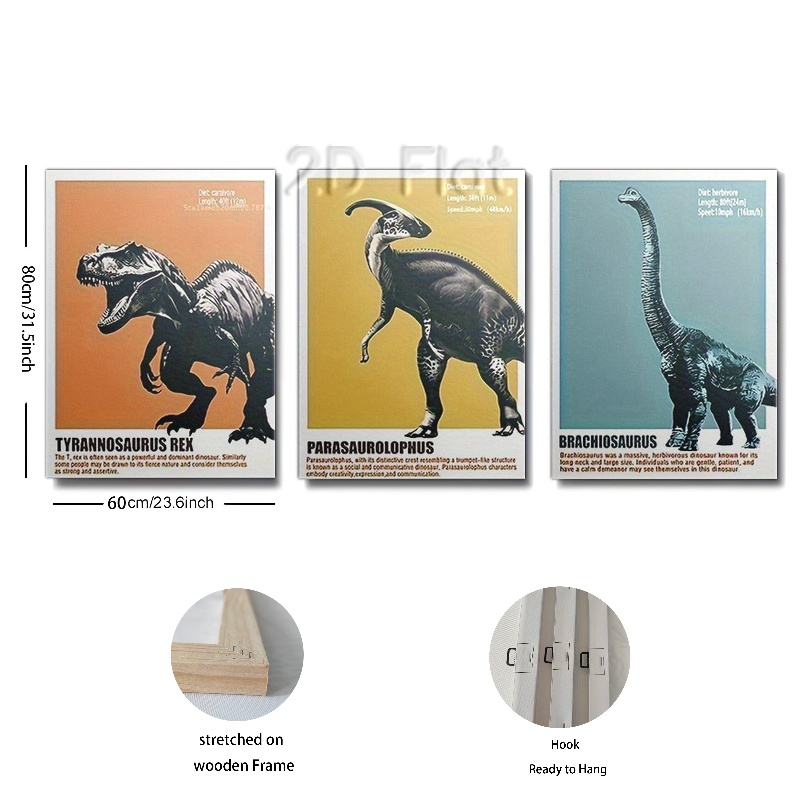 2D Flat
Diet: carnivore
Length: 40ft (12m)
Length: 36ft (11m)
Speed:30mph (48km/h)
Diet: herbivore
Length: 80ft(24m)
Speet:10mph (16km/h)
80cm/31.5inch
TYRANNOSAURUS REX
The T, rex is often seen as a powerful and dominant dinosaur. Similarly
some people may be drawn to its fierce nature and consider themselves
as strong and assertive.
PARASAUROLOPHUS
Parasaurolophus, with its distinctive crest resembling a trumpet-like structure
is known as a social and communicative dinosaur, Parasaurolophus characters
embody creativity,expression,and communication.
BRACHIOSAURUS
Brachiosaurus was a massive, herbivorous dinosaur known for its
long neck and large size. Individuals who are gentle, patient, and
have a calm demeanor may see themselves in this dinosaur.
60cm/23.6inch
stretched on
wooden Frame
Hook
Ready to Hang